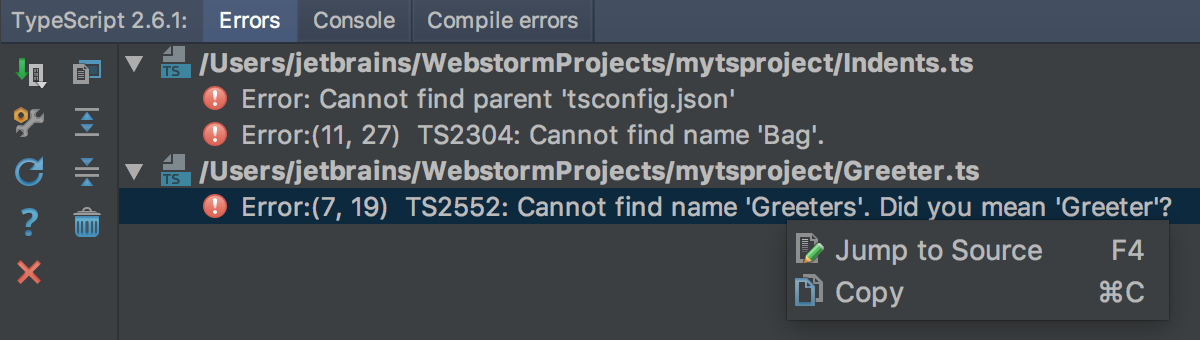 TypeScript 2.6.1: Errors Console Compile errors
TS /Users/jetbrains/WebstormProjects/mytsproject/Indents.ts
Error: Cannot find parent 'tsconfig.json'
Error:(11, 27) TS2304: Cannot find name 'Bag'.
TS /Users/jetbrains/WebstormProjects/mytsproject/Greeter.ts
Error:(7, 19) TS2552: Cannot find name 'Greeters'. Did you mean 'Greeter'?
Jump to Source F4
Copy ⌘C